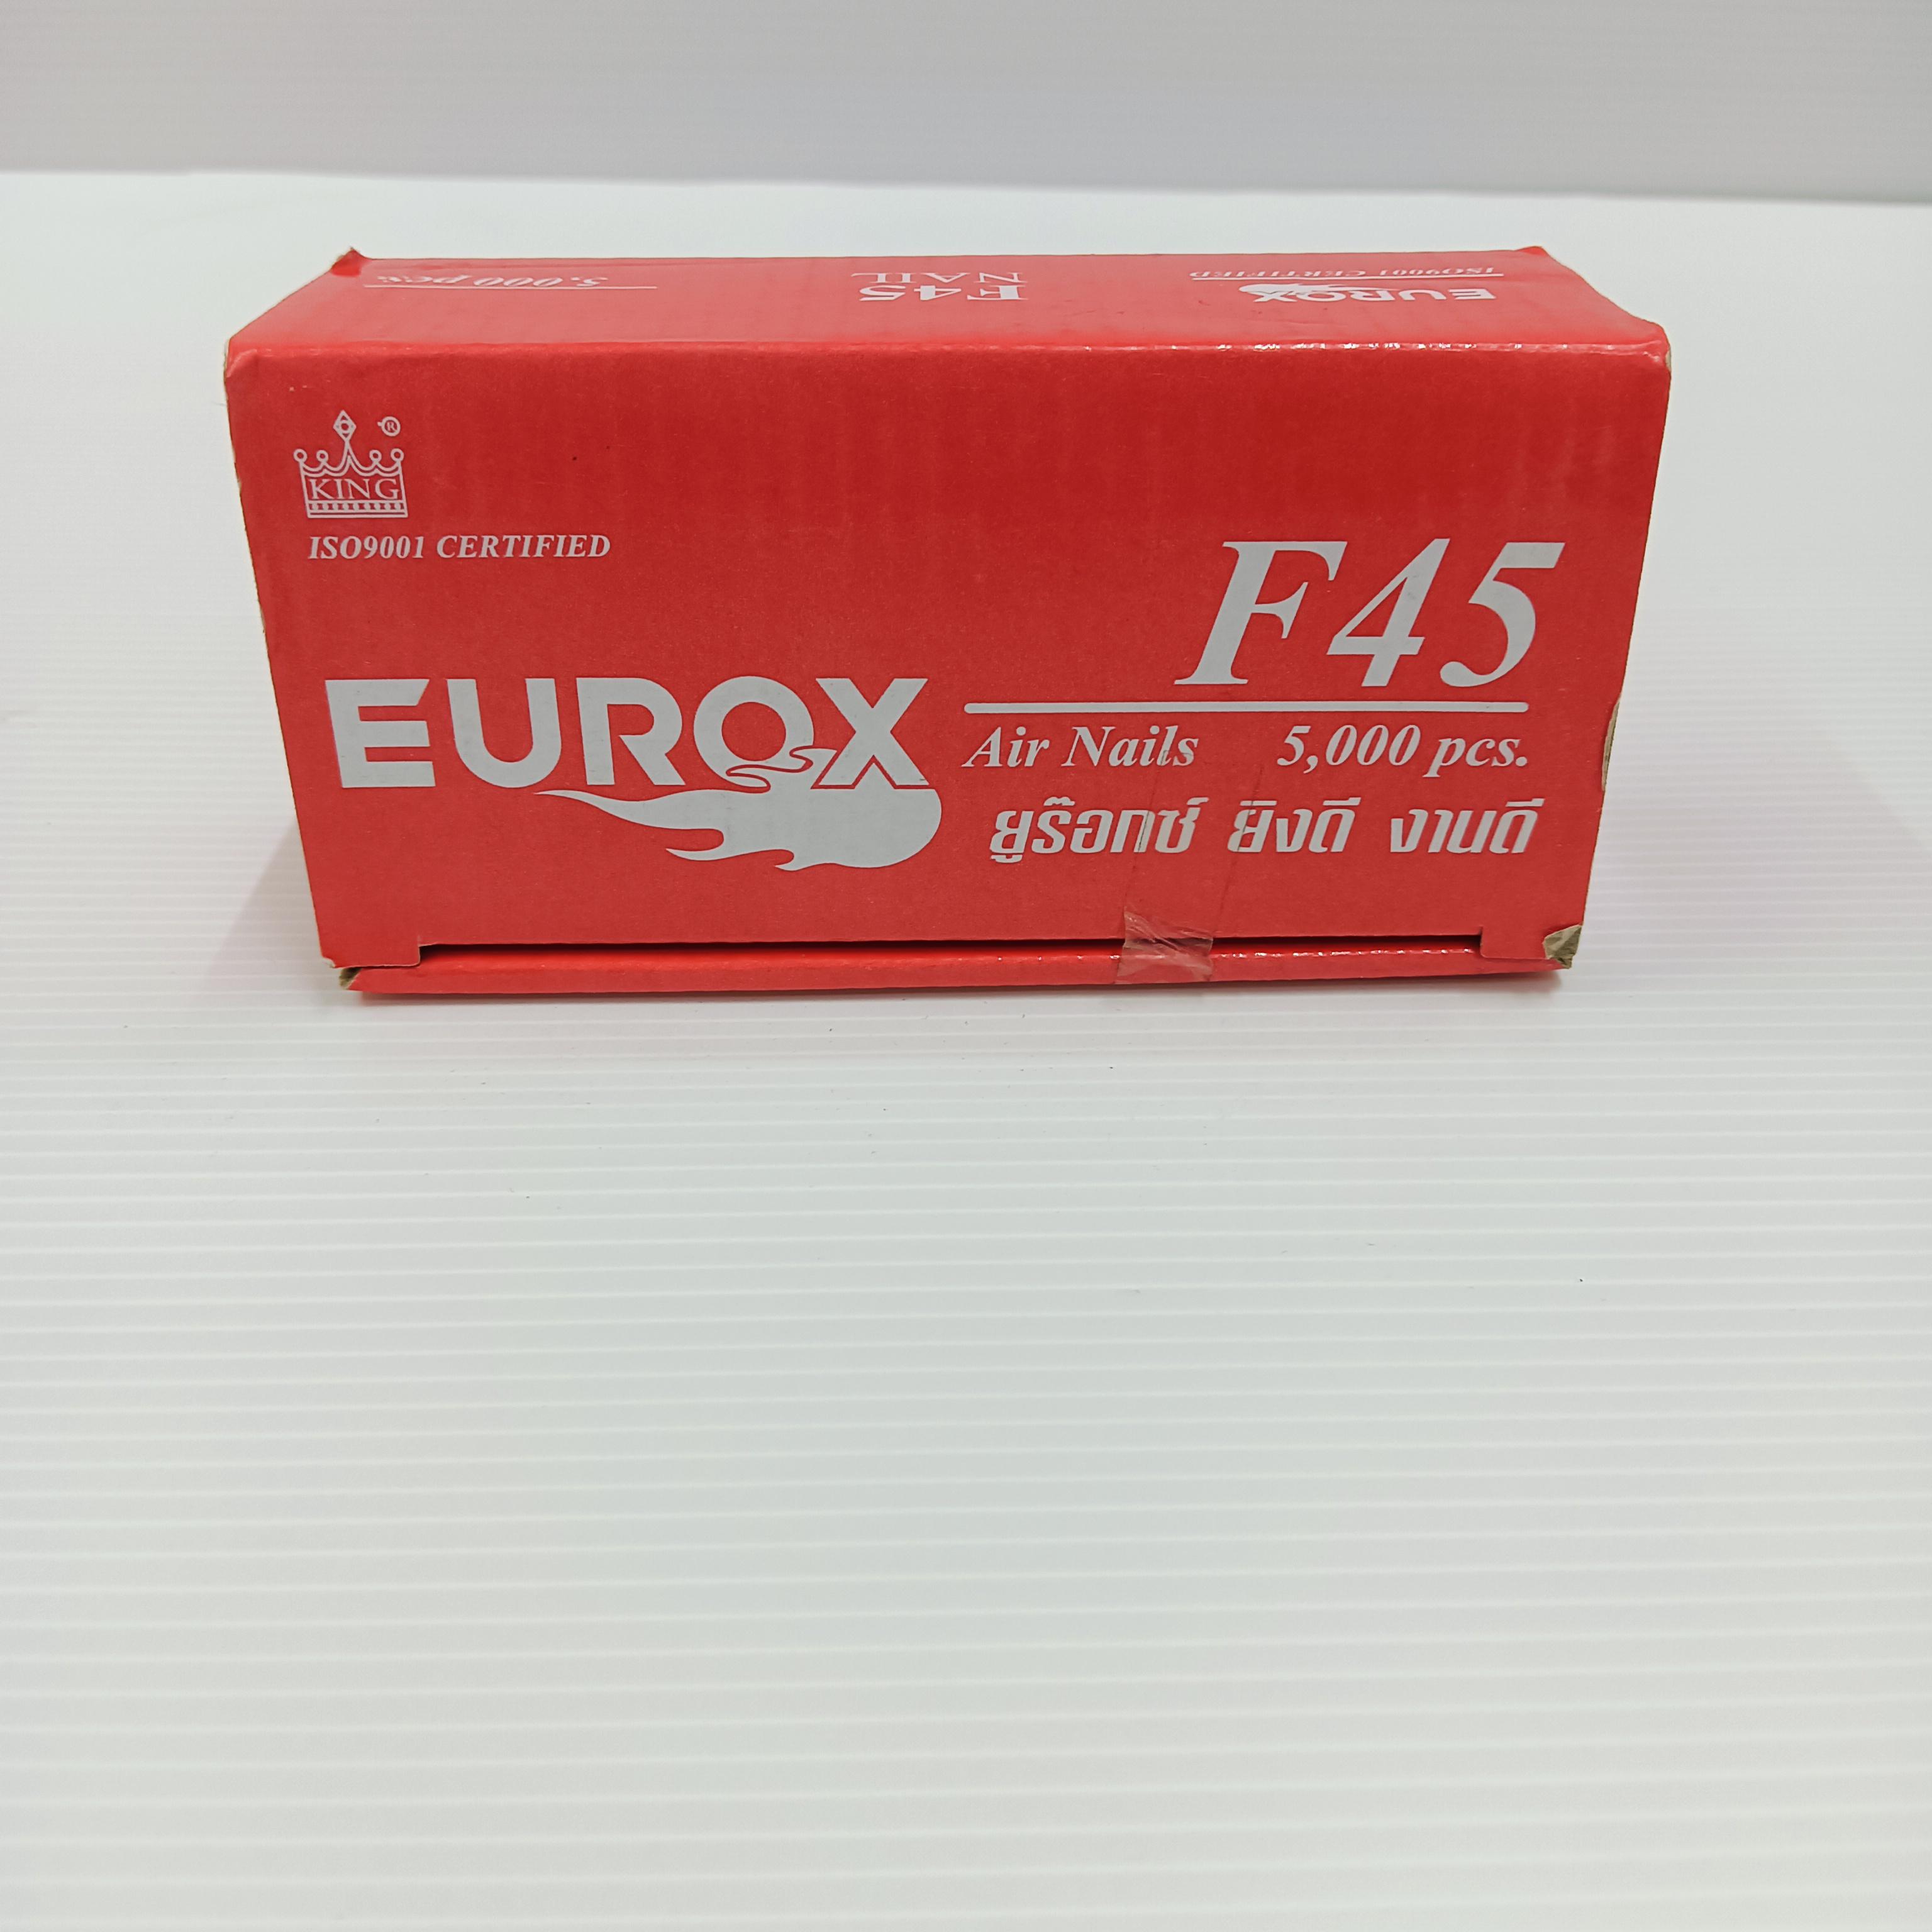 5,000 pcs.
F45
NAIL
EUROX
ISO9001 CERTIFIED
KING ®
ISO9001 CERTIFIED
F45
EUROX
Air Nails 5,000 pcs.
ยูร๊อกซ์ ยิงดี งานดี